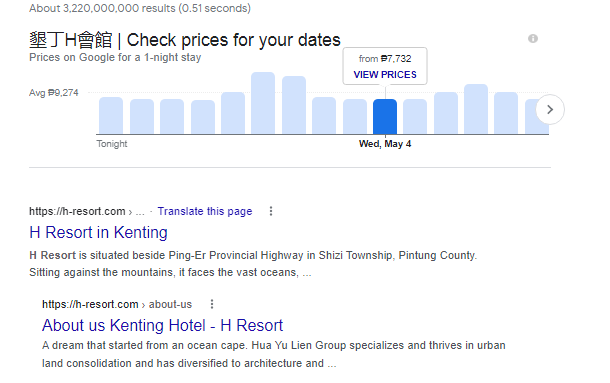 About 3,220,000,000 results (0.51 seconds)
墾丁H會館 | Check prices for your dates
Prices on Google for a 1-night stay
from ₱7,732
VIEW PRICES
Avg ₱9,274
Tonight
Wed, May 4
https://h-resort.com › ... · Translate this page
H Resort in Kenting
H Resort is situated beside Ping-Er Provincial Highway in Shizi Township, Pintung County.
Sitting against the mountains, it faces the vast oceans, ...
https://h-resort.com › about-us
About us Kenting Hotel - H Resort
A dream that started from an ocean cape. Hua Yu Lien Group specializes and thrives in urban
land consolidation and has diversified to architecture and ...